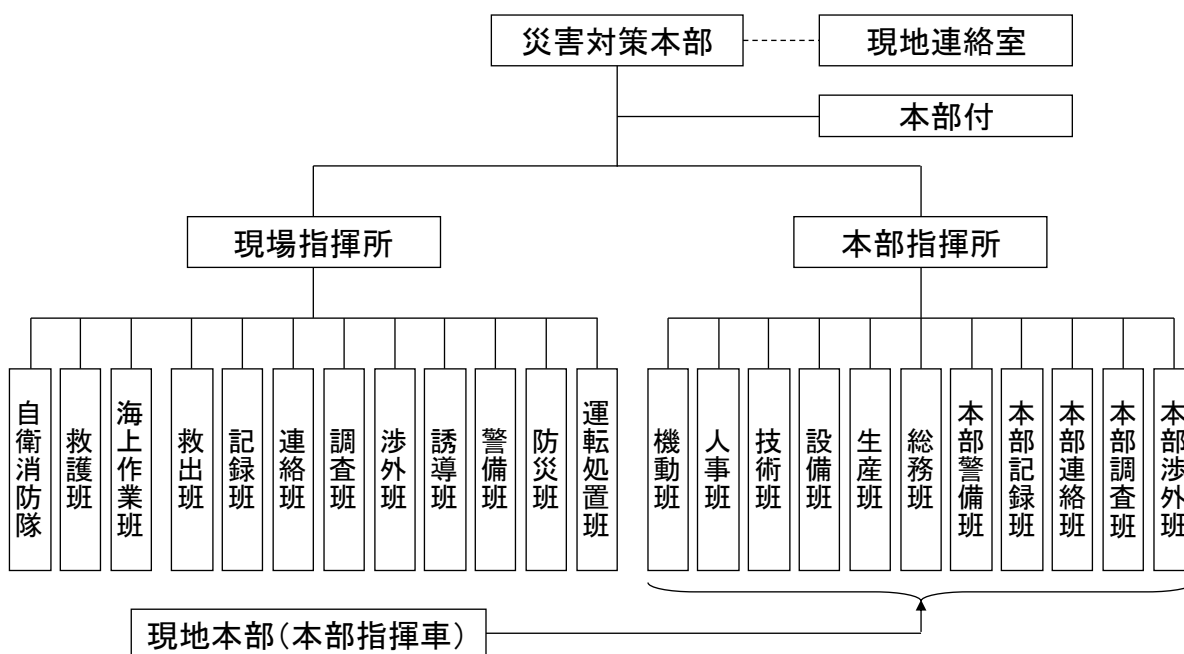 災害対策本部
現地連絡室
本部付
現場指揮所
本部指揮所
自衛消防隊
救護班
海上作業班
救出班
記録班
連絡班
調査班
渉外班
誘導班
警備班
防災班
運転処置班
機動班
人事班
技術班
設備班
生産班
総務班
本部警備班
本部記録班
本部連絡班
本部調査班
本部渉外班
現地本部(本部指揮車)